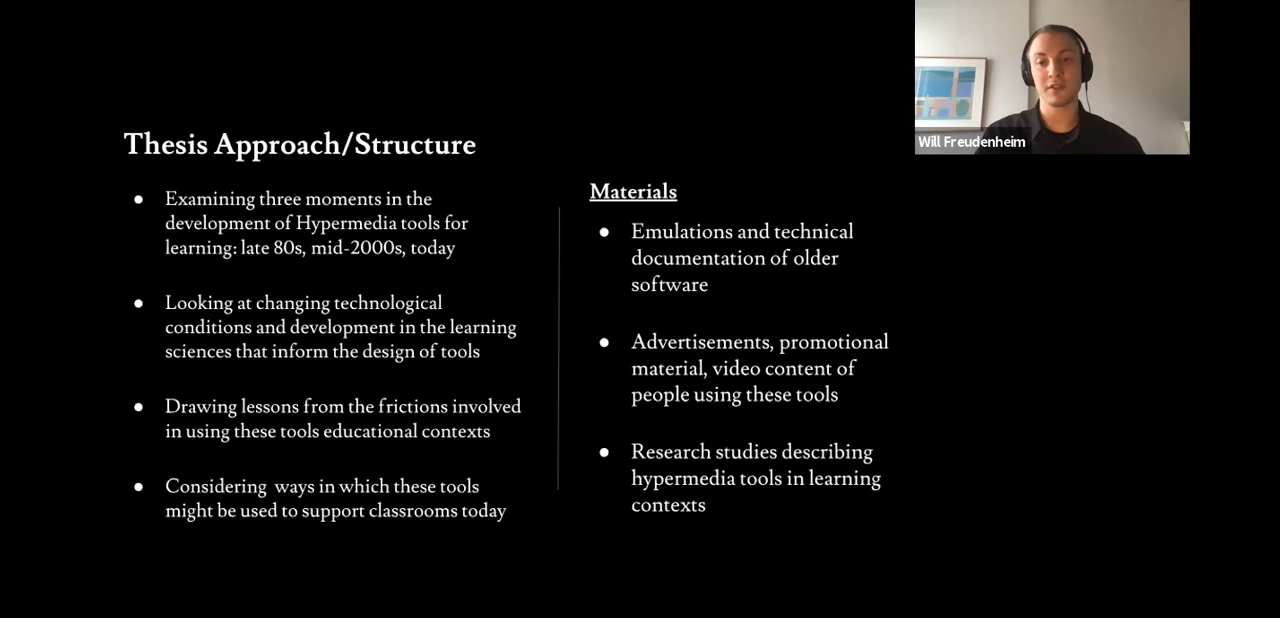 Thesis Approach/Structure
● Examining three moments in the
development of Hypermedia tools for
learning: late 80s, mid-2000s, today
● Looking at changing technological
conditions and development in the learning
sciences that inform the design of tools
● Drawing lessons from the frictions involved
in using these tools educational contexts
● Considering  ways in which these tools
might be used to support classrooms today
Materials
● Emulations and technical
documentation of older
software
● Advertisements, promotional
material, video content of
people using these tools
● Research studies describing
hypermedia tools in learning
contexts
Will Freudenheim